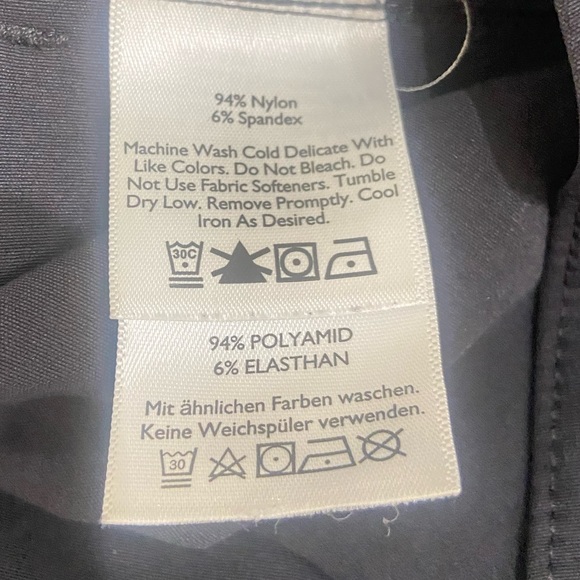 94% Nylon
6% Spandex
Machine Wash Cold Delicate With
Like Colors. Do Not Bleach. Do
Not Use Fabric Softeners. Tumble
Dry Low. Remove Promptly. Cool
Iron As Desired.
30C
94% POLYAMID
6% ELASTHAN
Mit ähnlichen Farben waschen.
Keine Weichspüler verwenden.
30